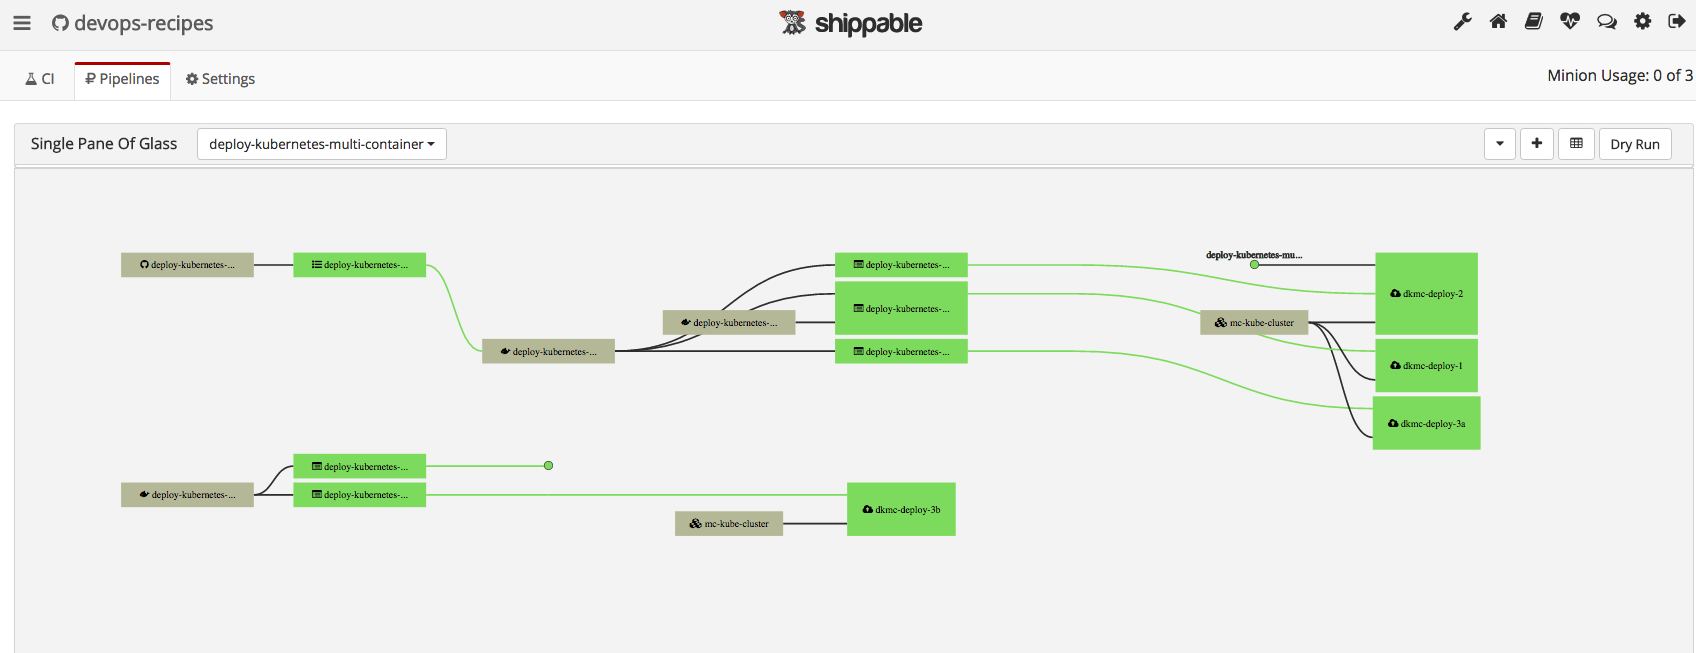 devops-recipes
shippable
CI
Pipelines
Settings
Minion Usage: 0 of 3
Single Pane Of Glass
deploy-kubernetes-multi-container
Dry Run
deploy-kubernetes-mu...
deploy-kubernetes-...
deploy-kubernetes-...
deploy-kubernetes-...
dkmc-deploy-2
deploy-kubernetes-...
deploy-kubernetes-...
mc-kube-cluster
deploy-kubernetes-...
deploy-kubernetes-...
dkmc-deploy-1
dkmc-deploy-3a
deploy-kubernetes-...
deploy-kubernetes-...
deploy-kubernetes-...
dkmc-deploy-3b
mc-kube-cluster